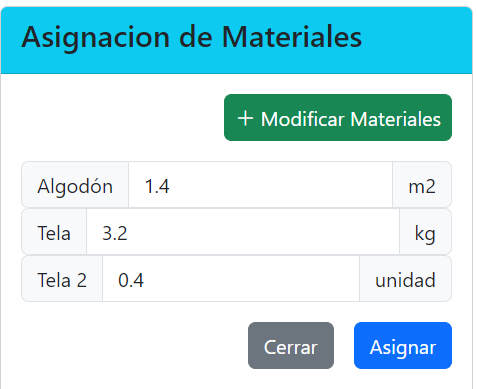 Asignacion de Materiales
+ Modificar Materiales
Algodón 1.4 m2
Tela 3.2 kg
Tela 2 0.4 unidad
Cerrar Asignar